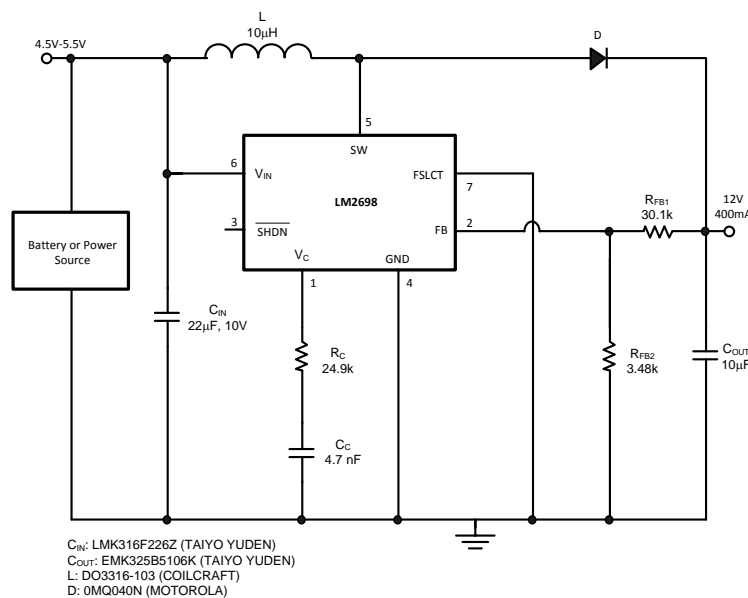 L
10μH
4.5V-5.5V
D
5
SW
6
VIN
FSLCT
7
LM2698
3
SHDN
FB
2
RFB1
30.1k
12V
400mA
Battery or Power
Source
VC
GND
1
4
CIN
22μF, 10V
RC
24.9k
RFB2
3.48k
COUT
10μF
CC
4.7 nF
CIN: LMK316F226Z (TAIYO YUDEN)
COUT: EMK325B5106K (TAIYO YUDEN)
L: DO3316-103 (COILCRAFT)
D: 0MQ040N (MOTOROLA)